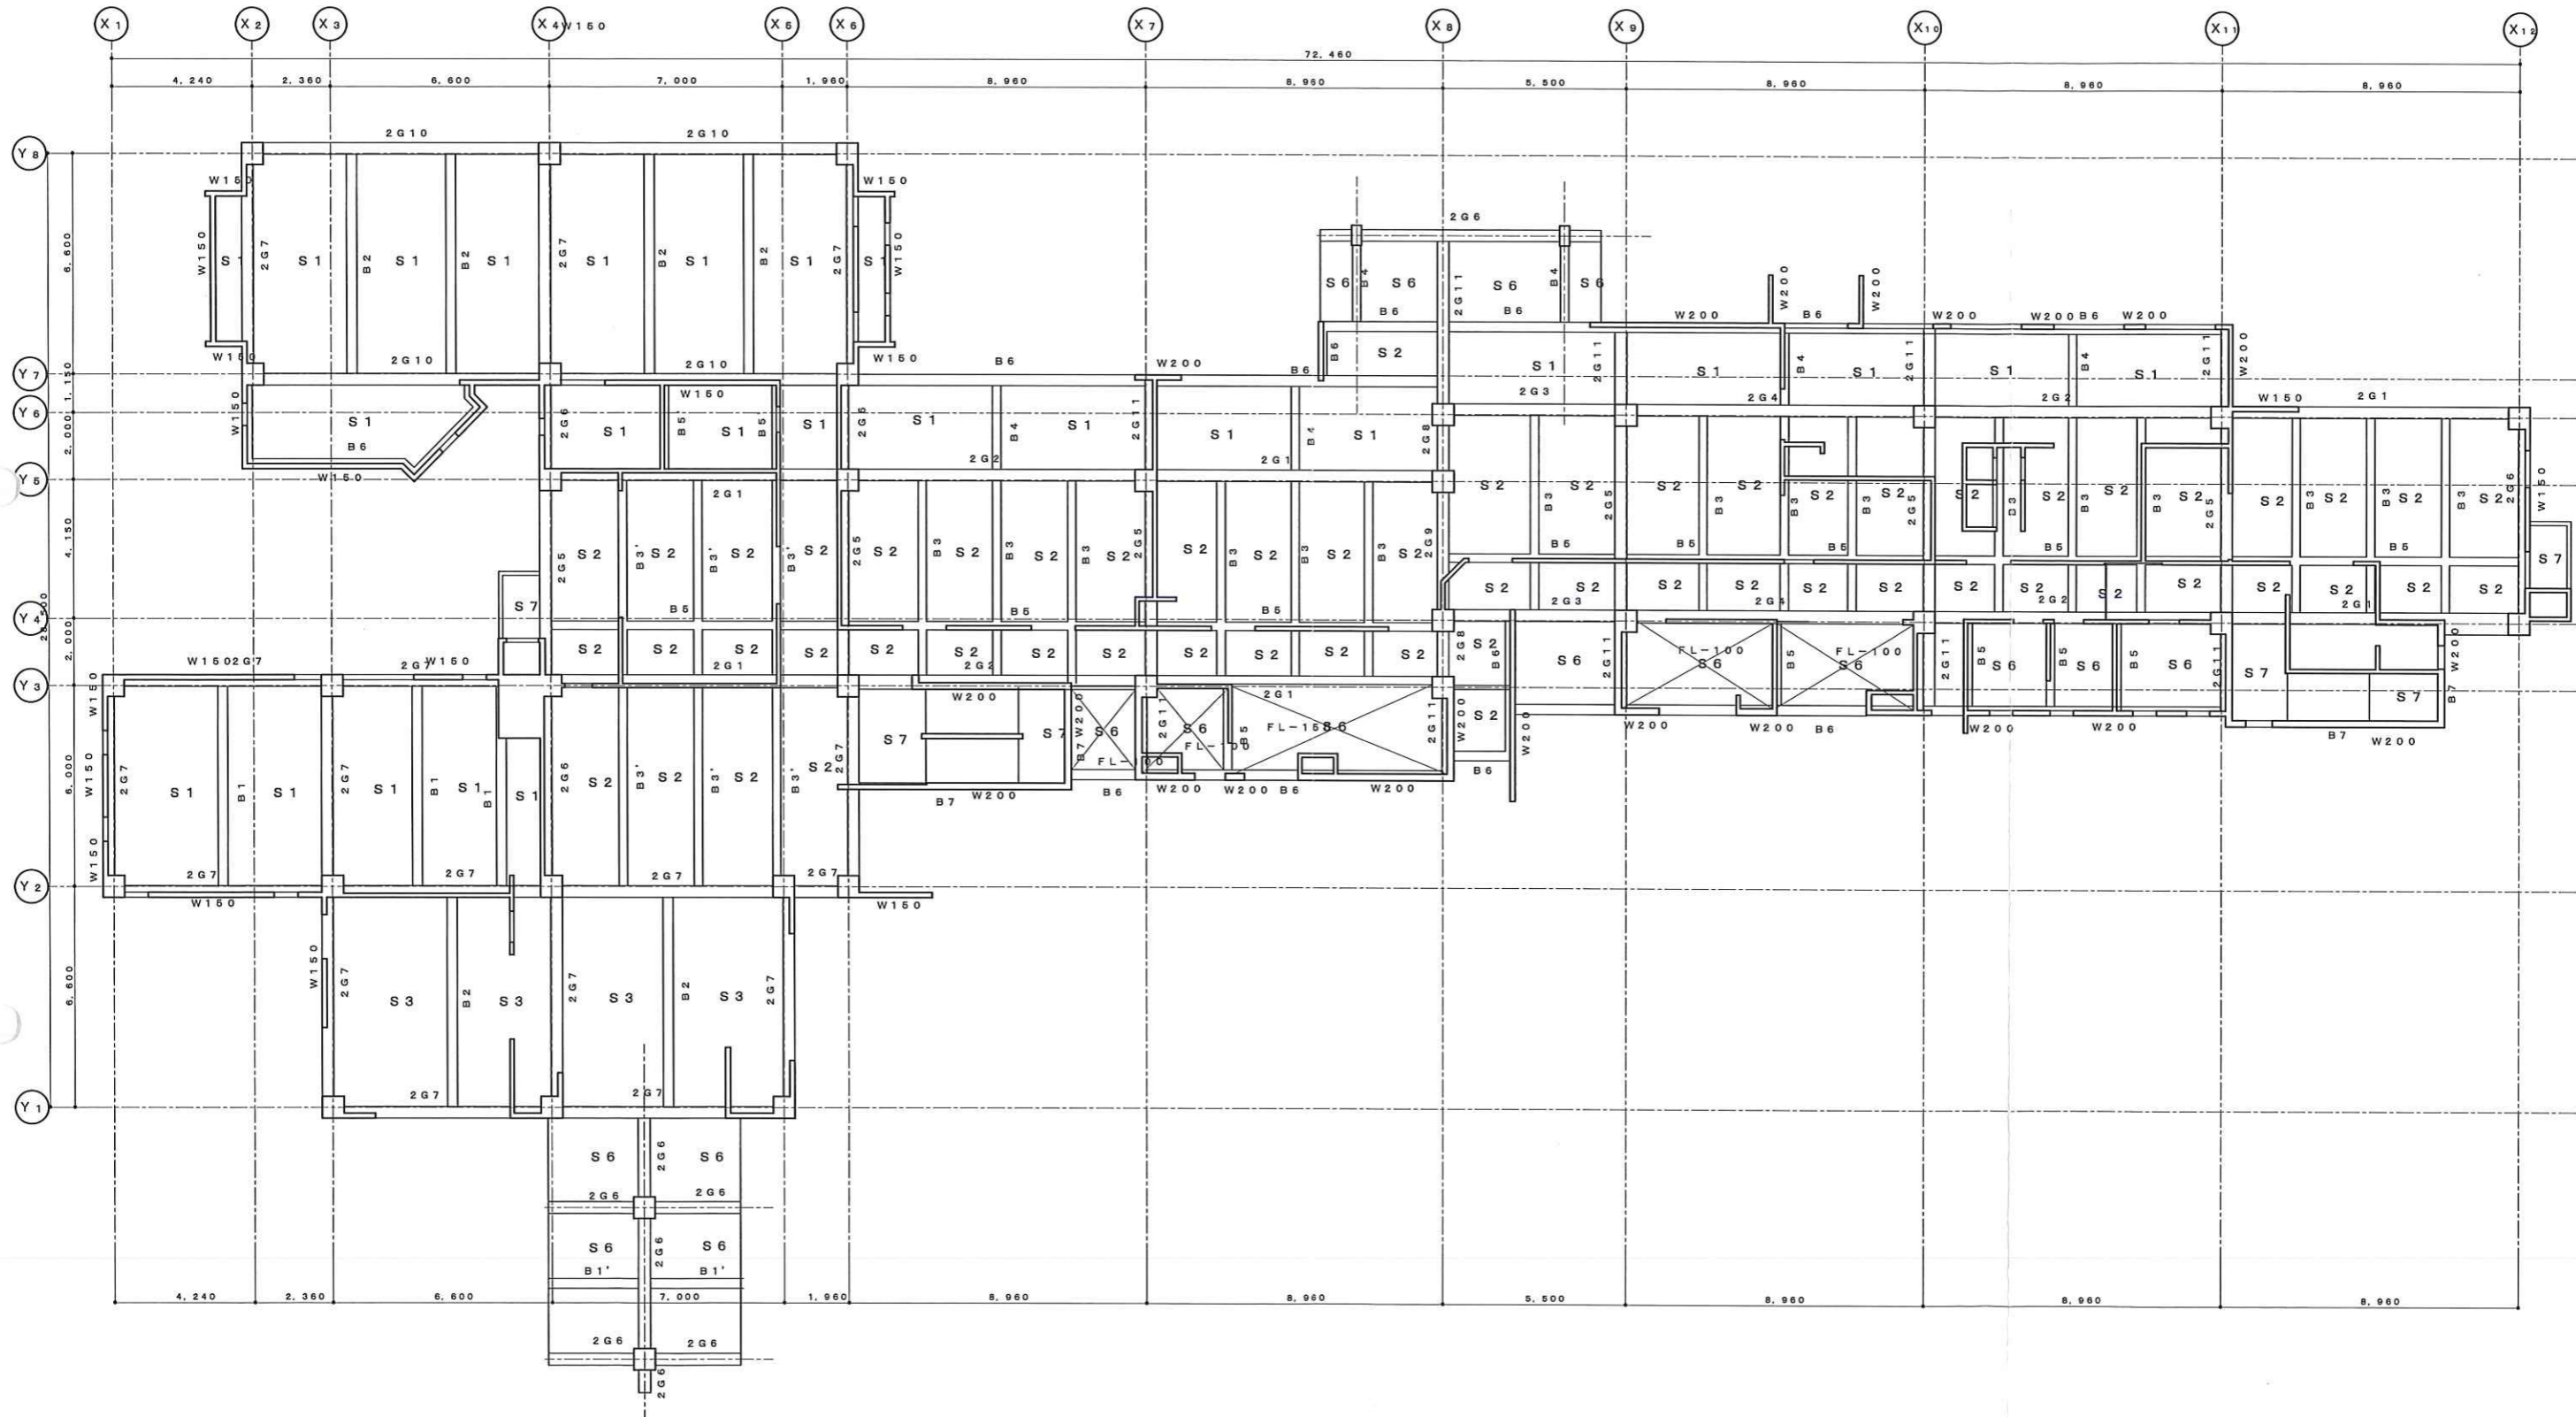 X1 X2 X3 X4 W150 X5 X6 X7 X8 X9 X10 X11 X12
72,460
4,240 2,360 6,600 7,000 1,960 8,960 8,960 5,500 8,960 8,960 8,960
2G10 2G10
Y8
W150 W150
2G6
6,600
W150 S1 2G7 S1 B2 S1 B2 S1 2G7 S1 B2 S1 B2 S1 2G7 S1 W150
S6 B4 S6 2G11 S6 B4 S6 W200 W200
B6 B6 W200 B6 W200 W200 B6 W200
W150 2G10 2G10 W150 B6 W200 B6 B6 S2 S1 2G11 S1 B4 S1 2G11 S1 B4 S1 2G11 W200
Y7
1,150
W150 2G3 2G4 2G2 W150 2G1
Y6
W150 S1 B6 2G6 S1 B5 S1 B5 S1 2G6 S1 B4 S1 2G11 S1 B4 S1 2G8
2,000
2G2 2G1
W150
Y5
2G1
S2 B3 S2 2G5 S2 B3 S2 B3 S2 B3 S2 2G5 S2 B3 S2 B3 S2 B3 S2 2G5 S2 B3 S2 B3 S2 B3 S2 2G6 W150
4,150
2G5 S2 B3' S2 B3' S2 B3' S2 2G5 S2 B3 S2 B3 S2 B3 S2 2G5 S2 B3 S2 B3 S2 B3 S2 2G9
B5 B5 B5 B5 B5 S7
S7 B5 B5 B5
S2 S2 S2 S2 S2 S2 S2 S2 S2 S2 S2 S2 S2 S2
2G3 2G4 2G2 2G1
Y4
2,000
S2 S2 S2 S2 S2 S2 S2 S2 S2 S2 S2 S2 2G8 S2 B6
S6 2G11 FL-100 S6 B5 FL-100 S6 2G11 B5 S6 B5 S6 B5 S6 2G11 S7 W200
W150 2G7 2G7 W150 2G1 2G2
Y3
W150 W200 2G1 S7 B7
S7 S7 W200 B7 S6 FL-100 2G11 S6 B5 FL-150 S6 2G11 W200 S2 W200
W200 W200 B6 W200 W200 B7 W200
6,000
W150 2G7 S1 B1 S1 2G7 S1 B1 S1 B1 S1 2G6 S2 B3' S2 B3' S2 B3' S2 2G7
B6
B7 W200 B6 W200 W200 B6 W200
W150
2G7 2G7 2G7 2G7
Y2
W150 W150
6,600
W150 2G7 S3 B2 S3 2G7 S3 B2 S3 2G7
2G7 2G7
Y1
S6 2G6 S6
2G6 2G6
S6 2G6 S6
B1' B1'
4,240 2,360 6,600 7,000 1,960 8,960 8,960 5,500 8,960 8,960 8,960
2G6 2G6
2G6